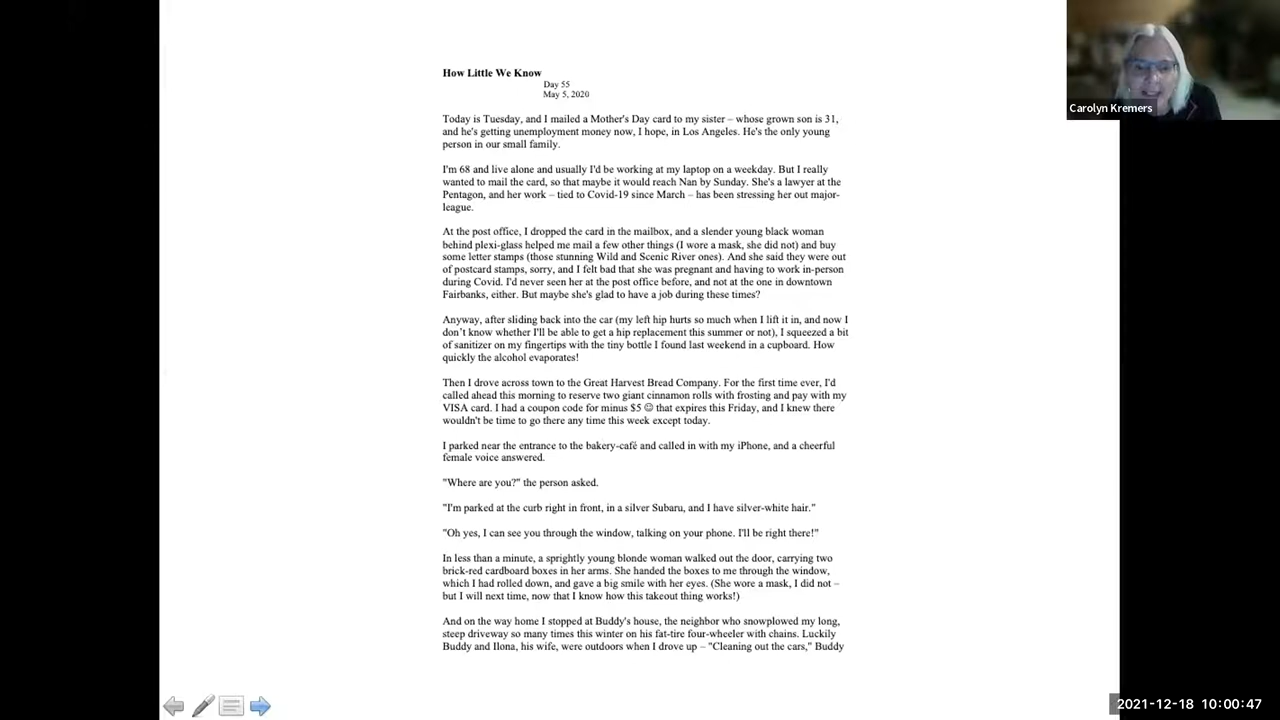 How Little We Know
Day 55
May 5, 2020
Today is Tuesday, and I mailed a Mother's Day card to my sister – whose grown son is 31,
and he's getting unemployment money now, I hope, in Los Angeles. He's the only young
person in our small family.
I'm 68 and live alone and usually I'd be working at my laptop on a weekday. But I really
wanted to mail the card, so that maybe it would reach Nan by Sunday. She's a lawyer at the
Pentagon, and her work – tied to Covid-19 since March – has been stressing her out major-
league.
At the post office, I dropped the card in the mailbox, and a slender young black woman
behind plexi-glass helped me mail a few other things (I wore a mask, she did not) and buy
some letter stamps (those stunning Wild and Scenic River ones). And she said they were out
of postcard stamps, sorry, and I felt bad that she was pregnant and having to work in-person
during Covid. I'd never seen her at the post office before, and not at the one in downtown
Fairbanks, either. But maybe she's glad to have a job during these times?
Anyway, after sliding back into the car (my left hip hurts so much when I lift it in, and now I
don't know whether I'll be able to get a hip replacement this summer or not), I squeezed a bit
of sanitizer on my fingertips with the tiny bottle I found last weekend in a cupboard. How
quickly the alcohol evaporates!
Then I drove across town to the Great Harvest Bread Company. For the first time ever, I'd
called ahead this morning to reserve two giant cinnamon rolls with frosting and pay with my
VISA card. I had a coupon code for minus $5 ☺ that expires this Friday, and I knew there
wouldn't be time to go there any time this week except today.
I parked near the entrance to the bakery-café and called in with my iPhone, and a cheerful
female voice answered.
"Where are you?" the person asked.
"I'm parked at the curb right in front, in a silver Subaru, and I have silver-white hair."
"Oh yes, I can see you through the window, talking on your phone. I'll be right there!"
In less than a minute, a sprightly young blonde woman walked out the door, carrying two
brick-red cardboard boxes in her arms. She handed the boxes to me through the window,
which I had rolled down, and gave a big smile with her eyes. (She wore a mask, I did not –
but I will next time, now that I know how this takeout thing works!)
And on the way home I stopped at Buddy's house, the neighbor who snowplowed my long,
steep driveway so many times this winter on his fat-tire four-wheeler with chains. Luckily
Buddy and Ilona, his wife, were outdoors when I drove up – "Cleaning out the cars," Buddy
Carolyn Kremers
2021-12-18 10:00:47